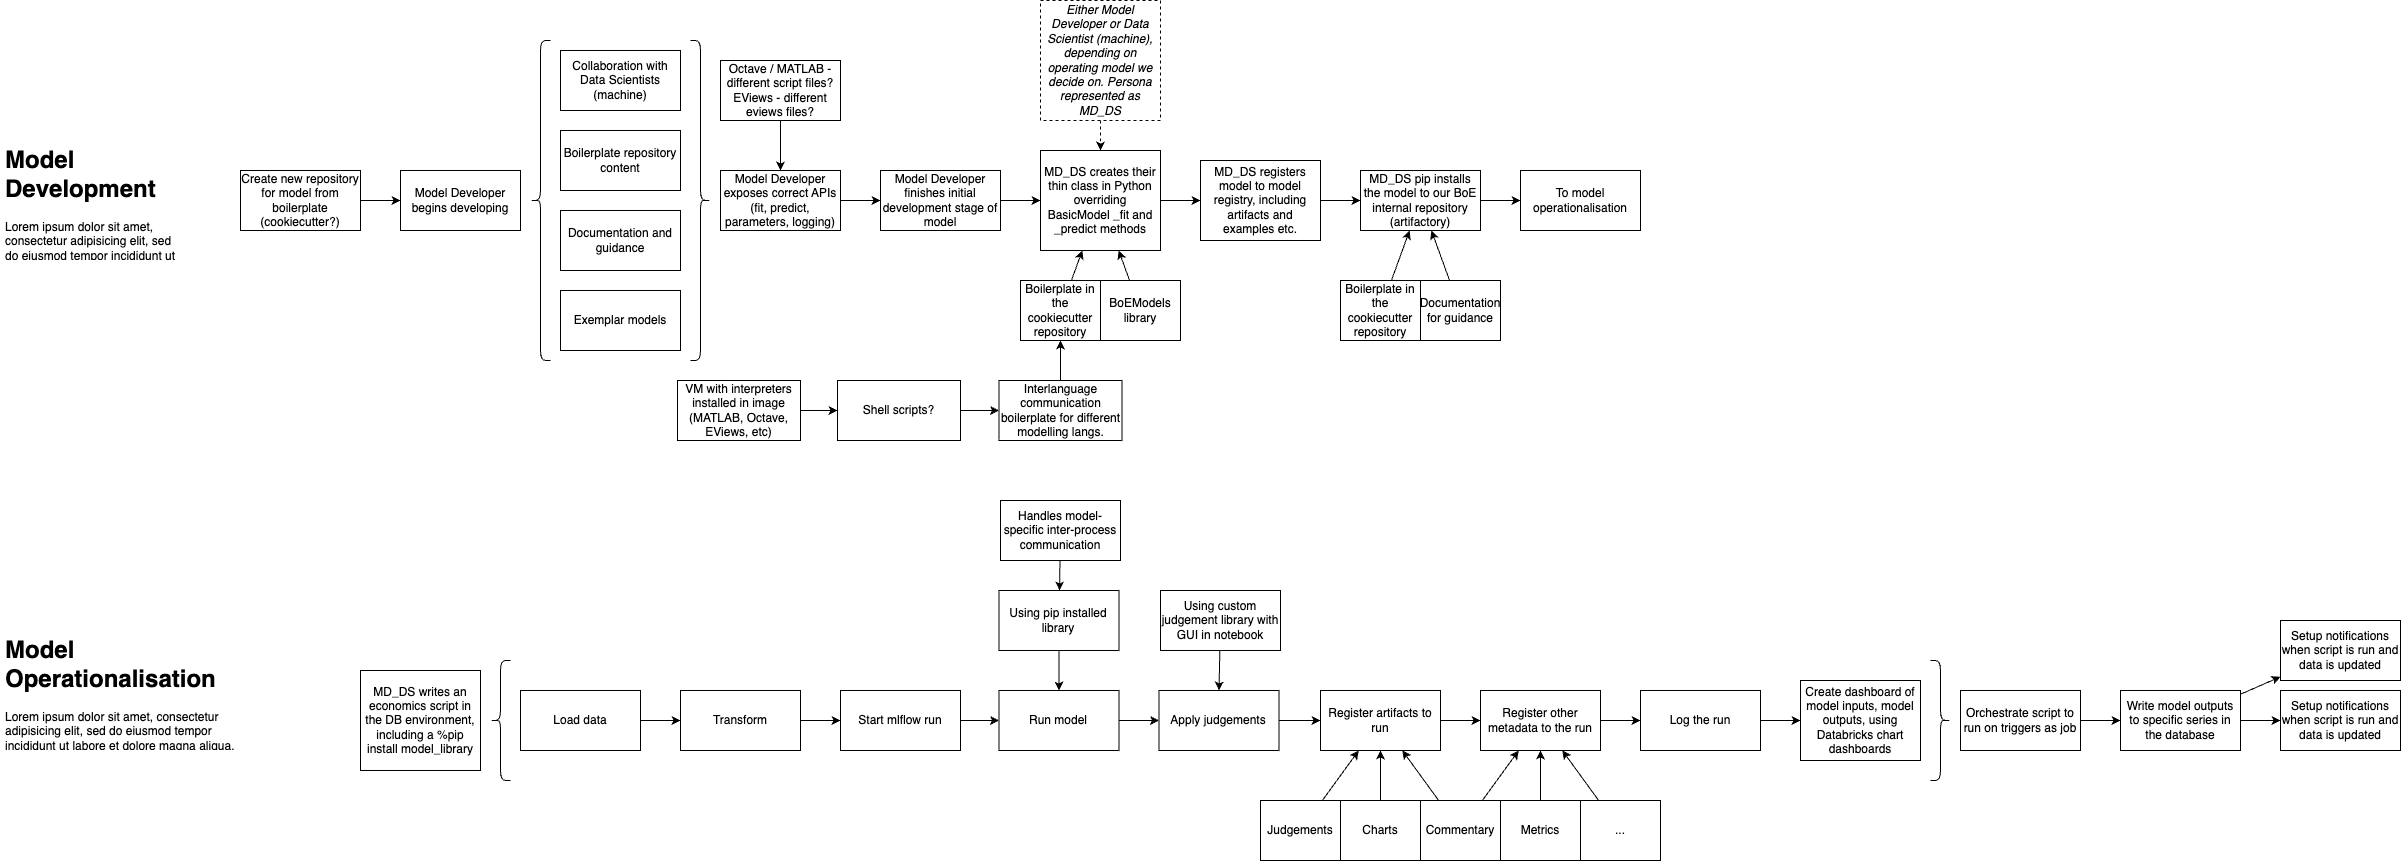 Either Model
Developer or Data
Scientist (machine),
depending on
operating model we
decide on. Persona
represented as
MD_DS
Collaboration with
Data Scientists
(machine)
Octave / MATLAB -
different script files?
EViews - different
eviews files?
Boilerplate repository
content
Model
Development
Lorem ipsum dolor sit amet,
consectetur adipisicing elit, sed
do eiusmod tempor incididunt ut
Create new repository
for model from
boilerplate
(cookiecutter?)
Model Developer
begins developing
Documentation and
guidance
Exemplar models
Model Developer
exposes correct APIs
(fit, predict,
parameters, logging)
Model Developer
finishes initial
development stage of
model
MD_DS creates their
thin class in Python
overriding
BasicModel _fit and
_predict methods
MD_DS registers
model to model
registry, including
artifacts and
examples etc.
MD_DS pip installs
the model to our BoE
internal repository
(artifactory)
To model
operationalisation
Boilerplate in
the
cookiecutter
repository
BoEModels
library
Boilerplate in
the
cookiecutter
repository
Documentation
for guidance
VM with interpreters
installed in image
(MATLAB, Octave,
EViews, etc)
Shell scripts?
Interlanguage
communication
boilerplate for different
modelling langs.
Handles model-
specific inter-process
communication
Using pip installed
library
Using custom
judgement library with
GUI in notebook
Model
Operationalisation
Lorem ipsum dolor sit amet, consectetur
adipisicing elit, sed do eiusmod tempor
incididunt ut labore et dolore magna aliqua.
MD_DS writes an
economics script in
the DB environment,
including a %pip
install model_library
Load data
Transform
Start mlflow run
Run model
Apply judgements
Register artifacts to
run
Register other
metadata to the run
Log the run
Create dashboard of
model inputs, model
outputs, using
Databricks chart
dashboards
Orchestrate script to
run on triggers as job
Write model outputs
to specific series in
the database
Setup notifications
when script is run and
data is updated
Setup notifications
when script is run and
data is updated
Judgements
Charts
Commentary
Metrics
...